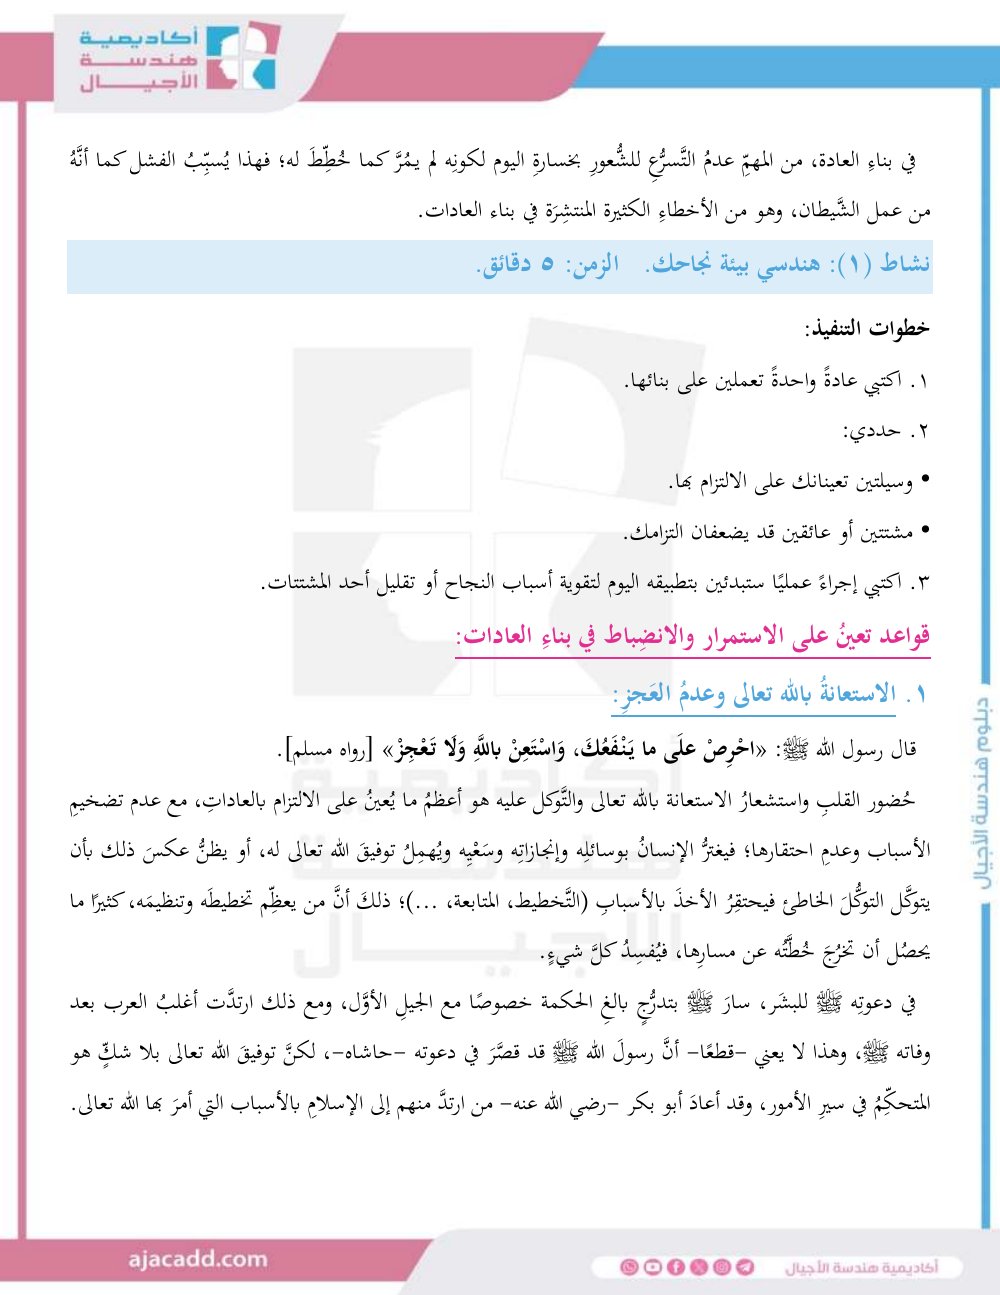 أكاديمية
هندسة
الأجيال
في بناءِ العادة، من المهمِّ عدمُ التَّسرُّعِ للشُّعورِ بخسارةِ اليوم لكونِه لم يمُرَّ كما خُطِّطَ له؛ فهذا يُسبِّبُ الفشل كما أنَّهُ
من عمل الشَّيطان، وهو من الأخطاءِ الكثيرة المنتشِرَة في بناء العادات.
نشاط (١): هندسي بيئة نجاحك. الزمن: ٥ دقائق.
خطوات التنفيذ:
١. اكتبي عادةً واحدةً تعملين على بنائها.
٢. حددي:
• وسيلتين تعينانك على الالتزام بها.
• مشتتين أو عائقين قد يضعفان التزامك.
٣. اكتبي إجراءً عمليًا ستبدئين بتطبيقه اليوم لتقوية أسباب النجاح أو تقليل أحد المشتتات.
قواعد تعينُ على الاستمرار والانضِباط في بناءِ العادات:
١. الاستعانةُ بالله تعالى وعدمُ العَجزِ:
قال رسول الله ﷺ: «احْرِصْ علَى ما يَنْفَعُكَ، وَاسْتَعِنْ باللَّهِ وَلَا تَعْجِزْ» [رواه مسلم].
حُضور القلبِ واستشعارُ الاستعانة بالله تعالى والتَّوكل عليه هو أعظمُ ما يُعينُ على الالتزام بالعاداتِ، مع عدم تضخيمِ
الأسباب وعدمِ احتقارها؛ فيغترُّ الإنسانُ بوسائلِه وإنجازاتِه وسَعْيِه ويُهمِلُ توفيقَ الله تعالى له، أو يظنُّ عكسَ ذلك بأن
يتوكَّل التوكُّلَ الخاطئ فيحتقِرُ الأخذَ بالأسبابِ (التَّخطيط، المتابعة، ...)؛ ذلكَ أنَّ من يعظِّم تخطيطَه وتنظيمَه، كثيرًا ما
يحصُل أن تخرُجَ خُطَّتُه عن مسارِها، فيُفسِدُ كلَّ شيءٍ.
في دعوتِه ﷺ للبشَر، سارَ ﷺ بتدرُّجٍ بالغِ الحكمة خصوصًا مع الجيلِ الأوَّل، ومع ذلك ارتدَّت أغلبُ العرب بعد
وفاته ﷺ، وهذا لا يعني -قطعًا- أنَّ رسولَ الله ﷺ قد قصَّرَ في دعوته -حاشاه-، لكنَّ توفيقَ الله تعالى بلا شكٍّ هو
المتحكِّمُ في سيرِ الأمور، وقد أعادَ أبو بكر -رضي الله عنه- من ارتدَّ منهم إلى الإسلامِ بالأسباب التي أمرَ بها الله تعالى.
دبلوم هندسة الأجيال
أكاديمية هندسة الأجيال
ajacadd.com